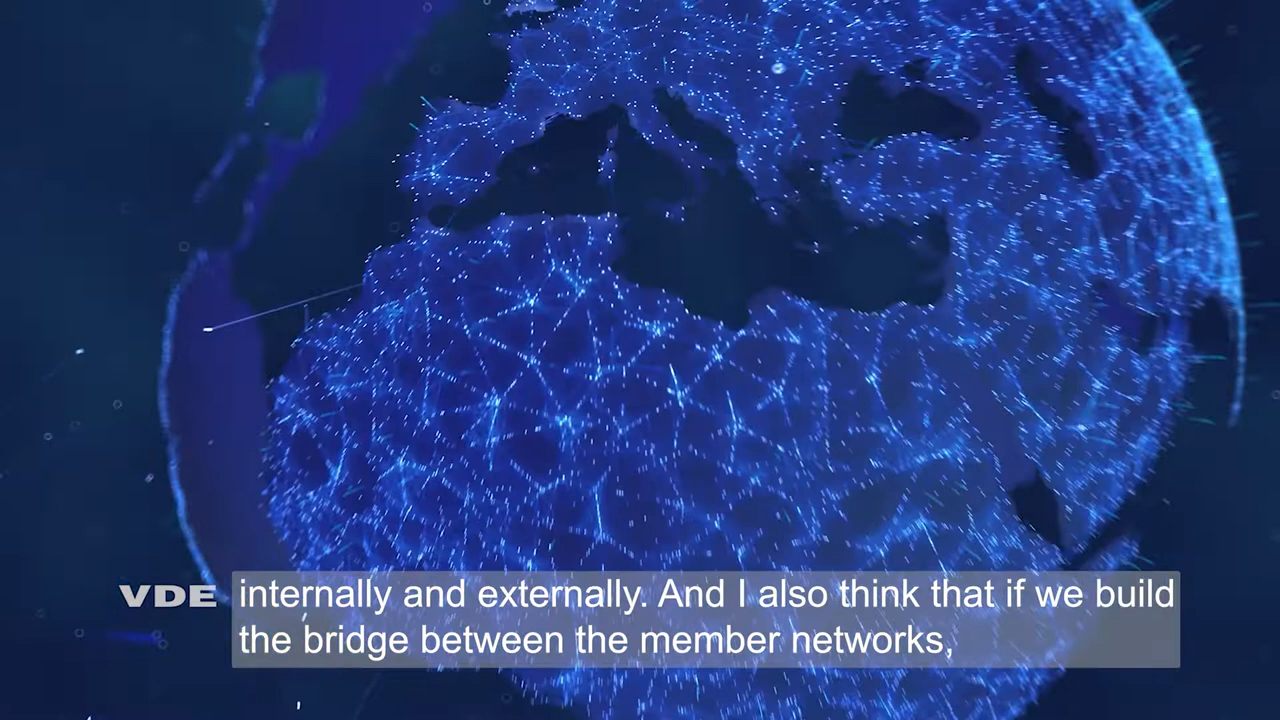 VDE
internally and externally. And I also think that if we build
the bridge between the member networks,